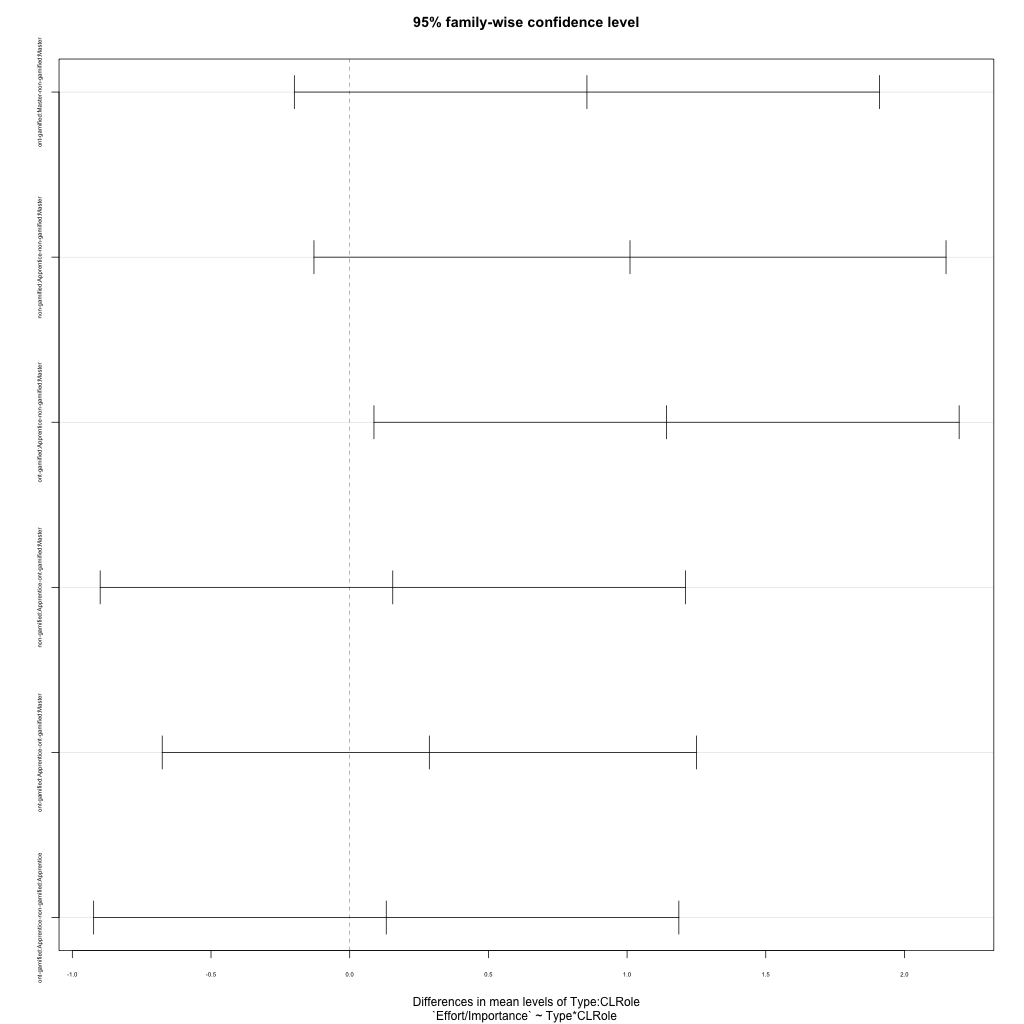 95% family-wise confidence level
ont-gamified:Master-non-gamified:Master
non-gamified:Apprentice-non-gamified:Master
ont-gamified:Apprentice-non-gamified:Master
non-gamified:Apprentice-ont-gamified:Master
ont-gamified:Apprentice-ont-gamified:Master
ont-gamified:Apprentice-non-gamified:Apprentice
-1.0 -0.5 0.0 0.5 1.0 1.5 2.0
Differences in mean levels of Type:CLRole
`Effort/Importance` ~ Type*CLRole